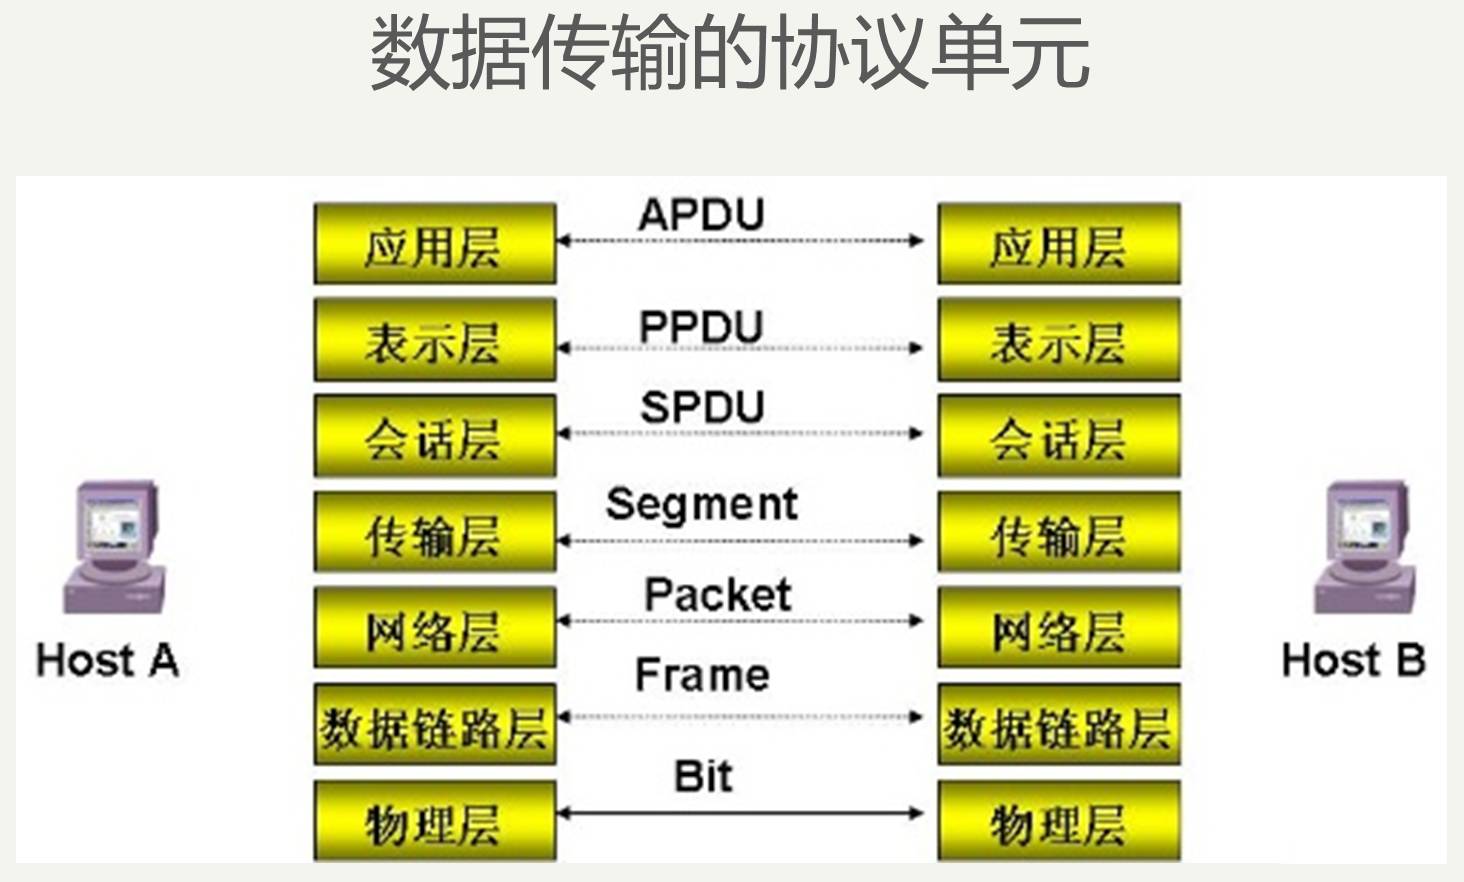 数据传输的协议单元
应用层 APDU 应用层
表示层 PPDU 表示层
会话层 SPDU 会话层
传输层 Segment 传输层
网络层 Packet 网络层
数据链路层 Frame 数据链路层
物理层 Bit 物理层
Host A
Host B